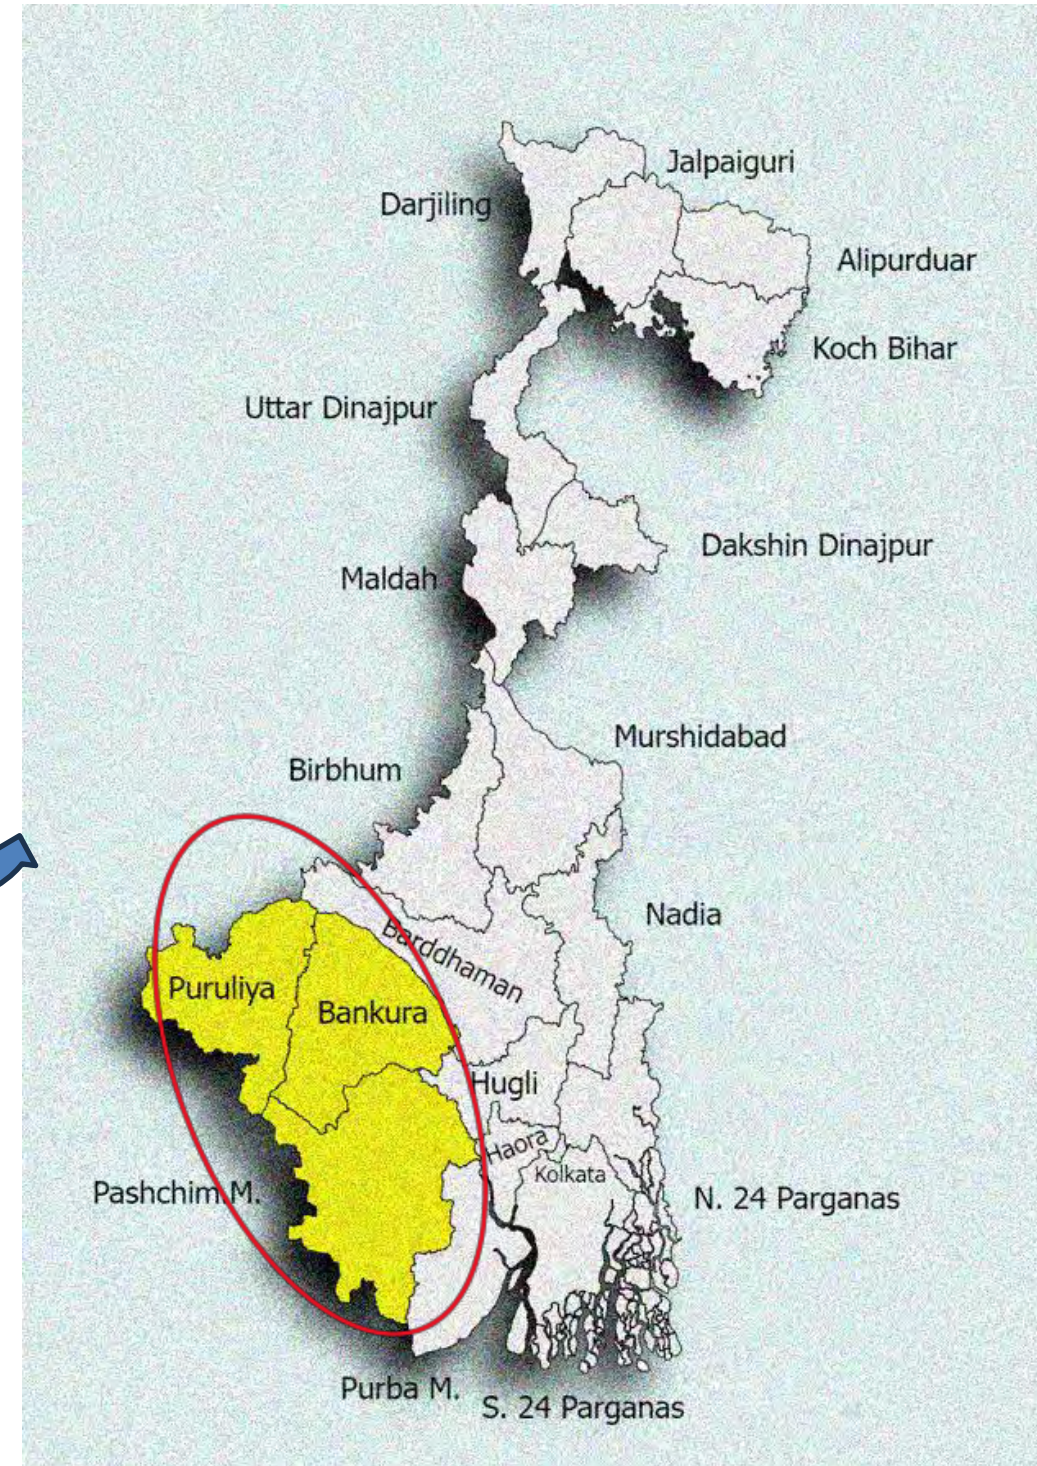 Jalpaiguri
Darjiling
Alipurduar
Koch Bihar
Uttar Dinajpur
Dakshin Dinajpur
Maldah
Murshidabad
Birbhum
Nadia
Barddhaman
Puruliya
Bankura
Hugli
Haora
Kolkata
Pashchim M.
N. 24 Parganas
Purba M.
S. 24 Parganas